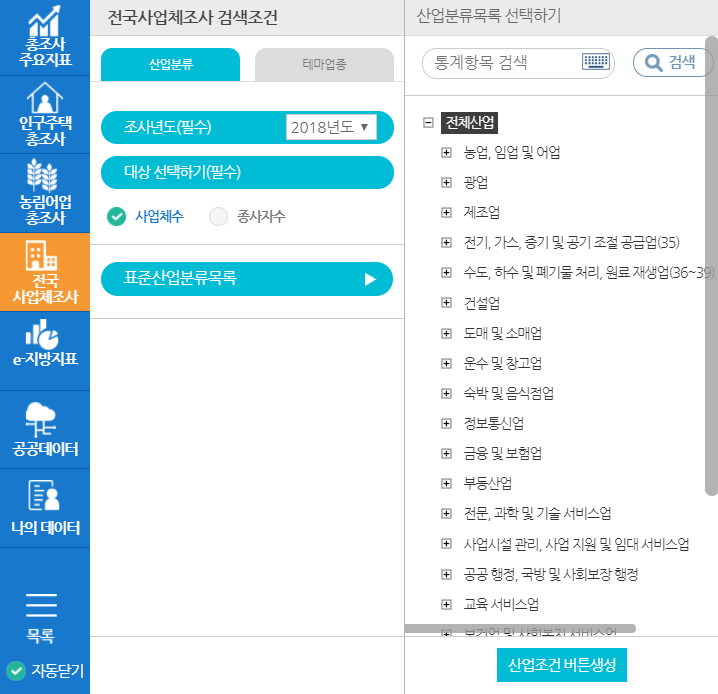 총조사
주요지표
인구주택
총조사
농림어업
총조사
전국
사업체조사
e-지방지표
공공데이터
나의 데이터
목록
자동닫기
전국사업체조사 검색조건
산업분류
테마업종
조사년도(필수)
2018년도 ▼
대상 선택하기(필수)
사업체수
종사자수
표준산업분류목록
산업분류목록 선택하기
통계항목 검색
검색
전체산업
농업, 임업 및 어업
광업
제조업
전기, 가스, 증기 및 공기 조절 공급업(35)
수도, 하수 및 폐기물 처리, 원료 재생업(36~39)
건설업
도매 및 소매업
운수 및 창고업
숙박 및 음식점업
정보통신업
금융 및 보험업
부동산업
전문, 과학 및 기술 서비스업
사업시설 관리, 사업 지원 및 임대 서비스업
공공 행정, 국방 및 사회보장 행정
교육 서비스업
보건업 및 사회복지 서비스업
산업조건 버튼생성